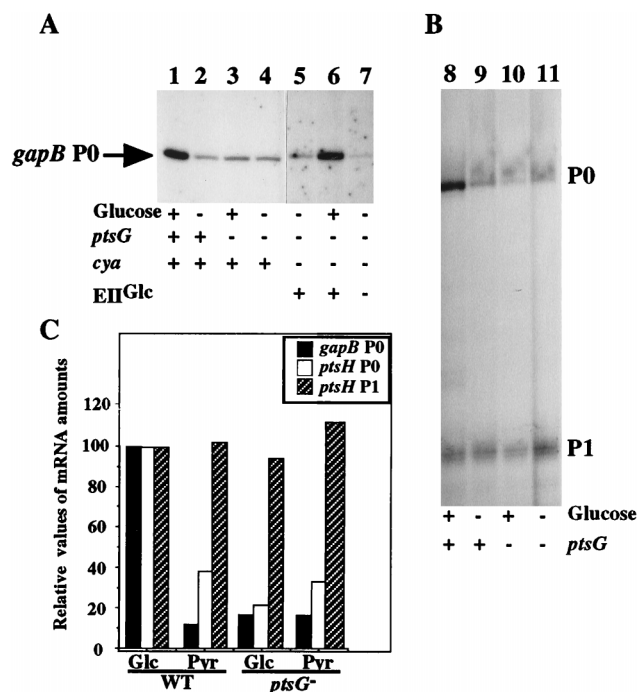 A
1 2 3 4 5 6 7
gapB P0
Glucose + - + - + -
ptsG + + - - - - -
cya + + + + - - -
EIIGlc + + -
B
8 9 10 11
P0
P1
Glucose + - + -
ptsG + + - -
C
gapB P0
ptsH P0
ptsH P1
Relative values of mRNA amounts
120
100
80
60
40
20
0
Glc Pyr Glc Pyr
WT ptsG-